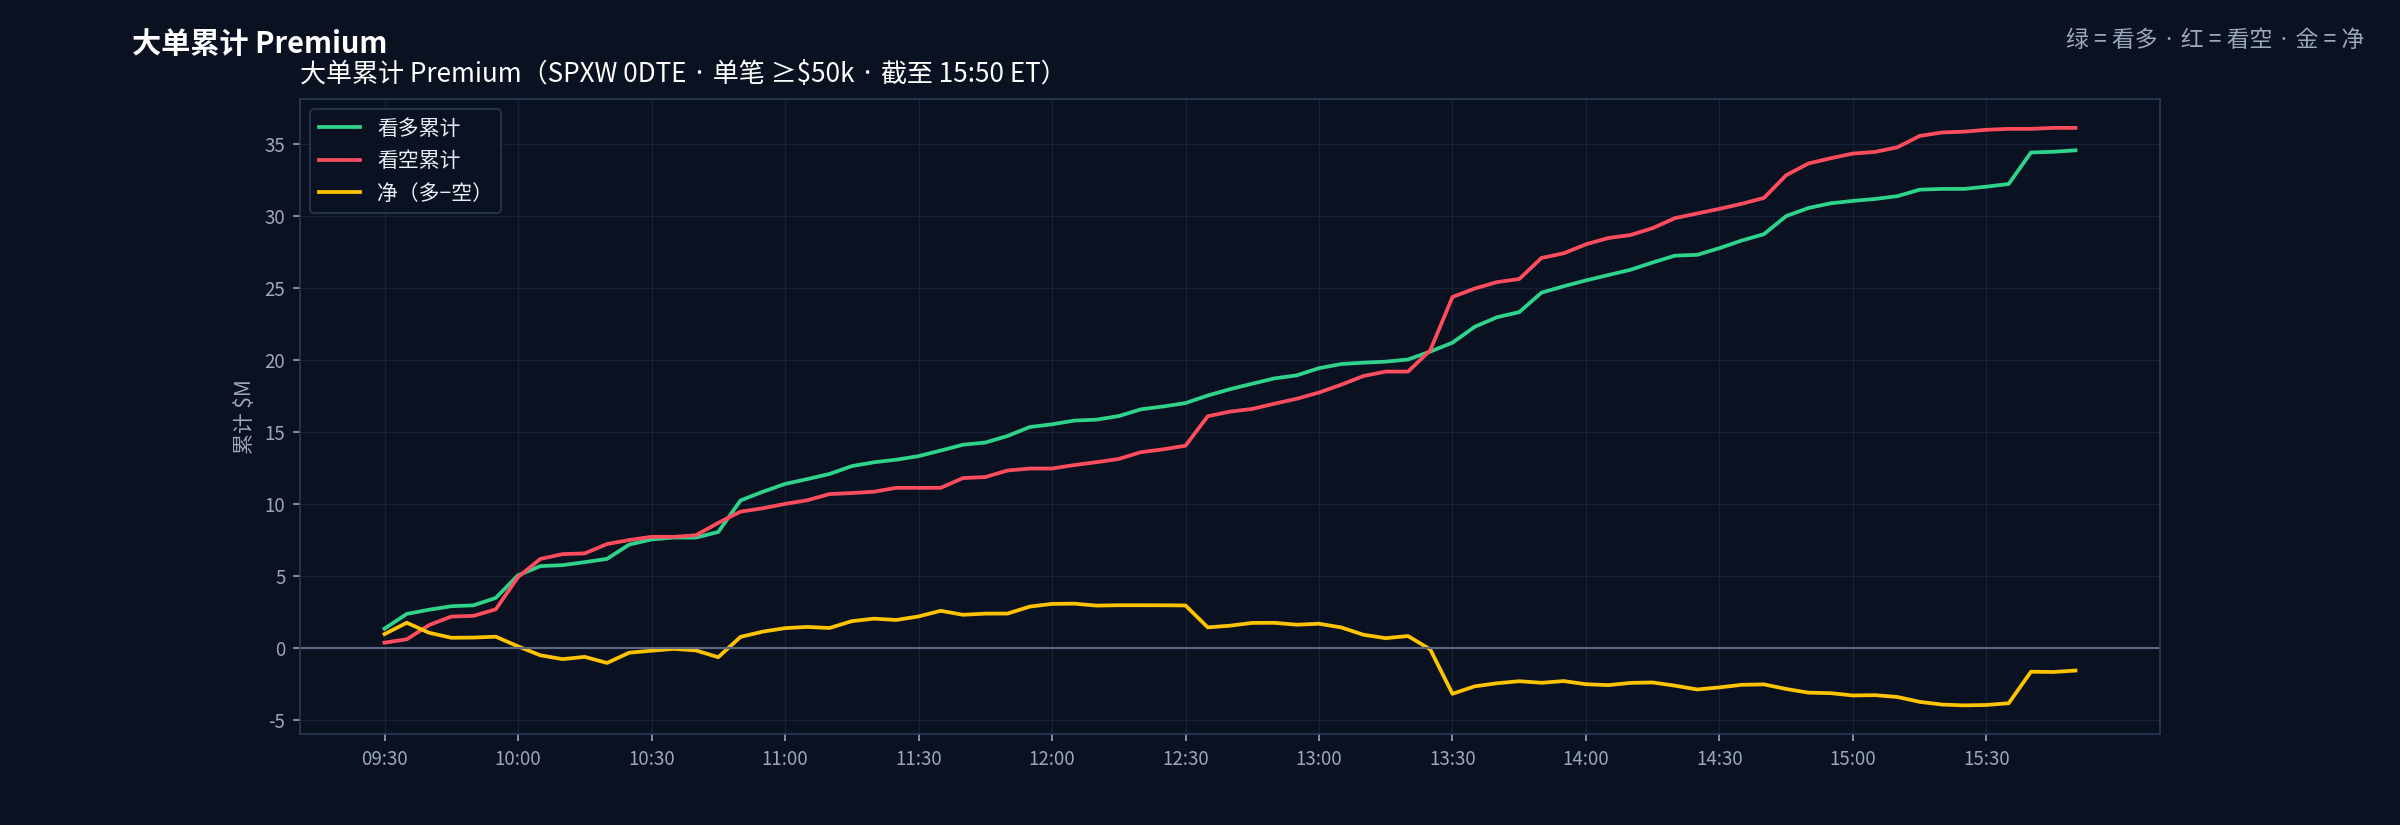 大单累计 Premium
绿 = 看多 · 红 = 看空 · 金 = 净
大单累计 Premium（SPXW 0DTE · 单笔 ≥$50k · 截至 15:50 ET）
看多累计
看空累计
净（多−空）
累计 $M
35
30
25
20
15
10
5
0
-5
09:30 10:00 10:30 11:00 11:30 12:00 12:30 13:00 13:30 14:00 14:30 15:00 15:30